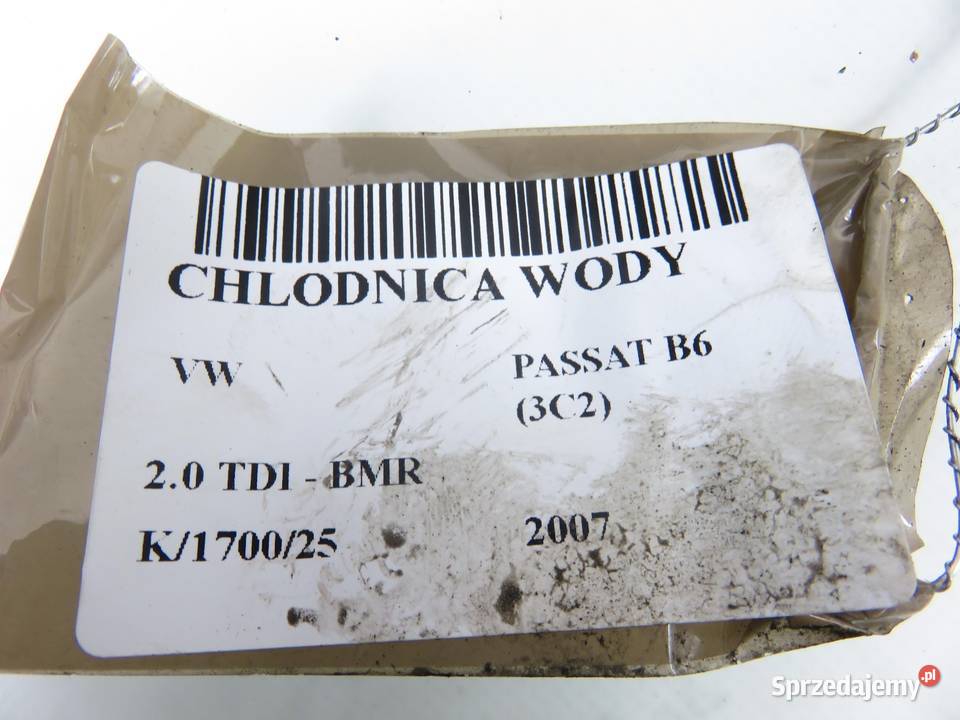 CHLODNICA WODY
VW
PASSAT B6
(3C2)
2.0 TDI - BMR
K/1700/25
2007
Sprzedajemy.pl